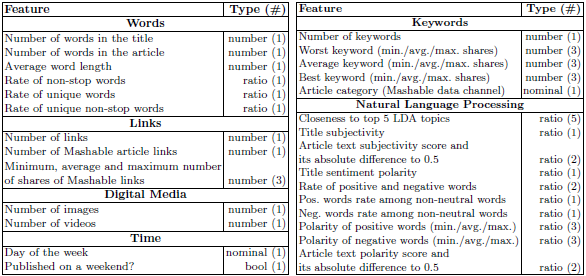 Feature Type (#)
Words
Number of words in the title number (1)
Number of words in the article number (1)
Average word length number (1)
Rate of non-stop words ratio (1)
Rate of unique words ratio (1)
Rate of unique non-stop words ratio (1)
Links
Number of links number (1)
Number of Mashable article links number (1)
Minimum, average and maximum number
of shares of Mashable links number (3)
Digital Media
Number of images number (1)
Number of videos number (1)
Time
Day of the week nominal (1)
Published on a weekend? bool (1)
Feature Type (#)
Keywords
Number of keywords number (1)
Worst keyword (min./avg./max. shares) number (3)
Average keyword (min./avg./max. shares) number (3)
Best keyword (min./avg./max. shares) number (3)
Article category (Mashable data channel) nominal (1)
Natural Language Processing
Closeness to top 5 LDA topics ratio (5)
Title subjectivity ratio (1)
Article text subjectivity score and
its absolute difference to 0.5 ratio (2)
Title sentiment polarity ratio (1)
Rate of positive and negative words ratio (2)
Pos. words rate among non-neutral words ratio (1)
Neg. words rate among non-neutral words ratio (1)
Polarity of positive words (min./avg./max.) ratio (3)
Polarity of negative words (min./avg./max.) ratio (3)
Article text polarity score and
its absolute difference to 0.5 ratio (2)